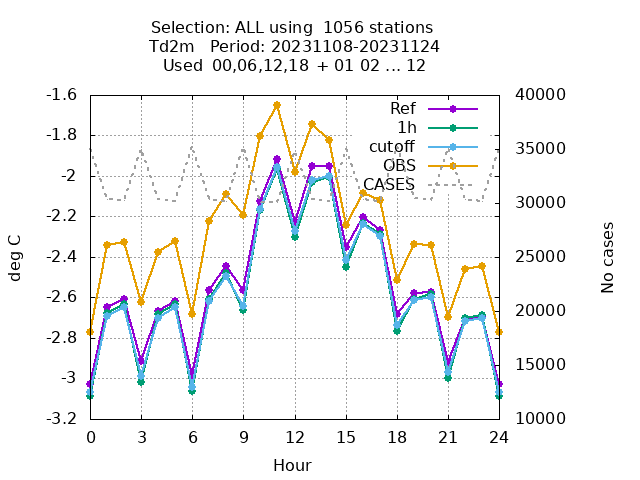 Selection: ALL using  1056 stations
Td2m   Period: 20231108-20231124
Used  00,06,12,18 + 01 02 ... 12
-1.6
-1.8
-2
-2.2
-2.4
-2.6
-2.8
-3
-3.2
40000
35000
30000
25000
20000
15000
10000
deg C
No cases
Ref
1h
cutoff
OBS
CASES
0 3 6 9 12 15 18 21 24
Hour